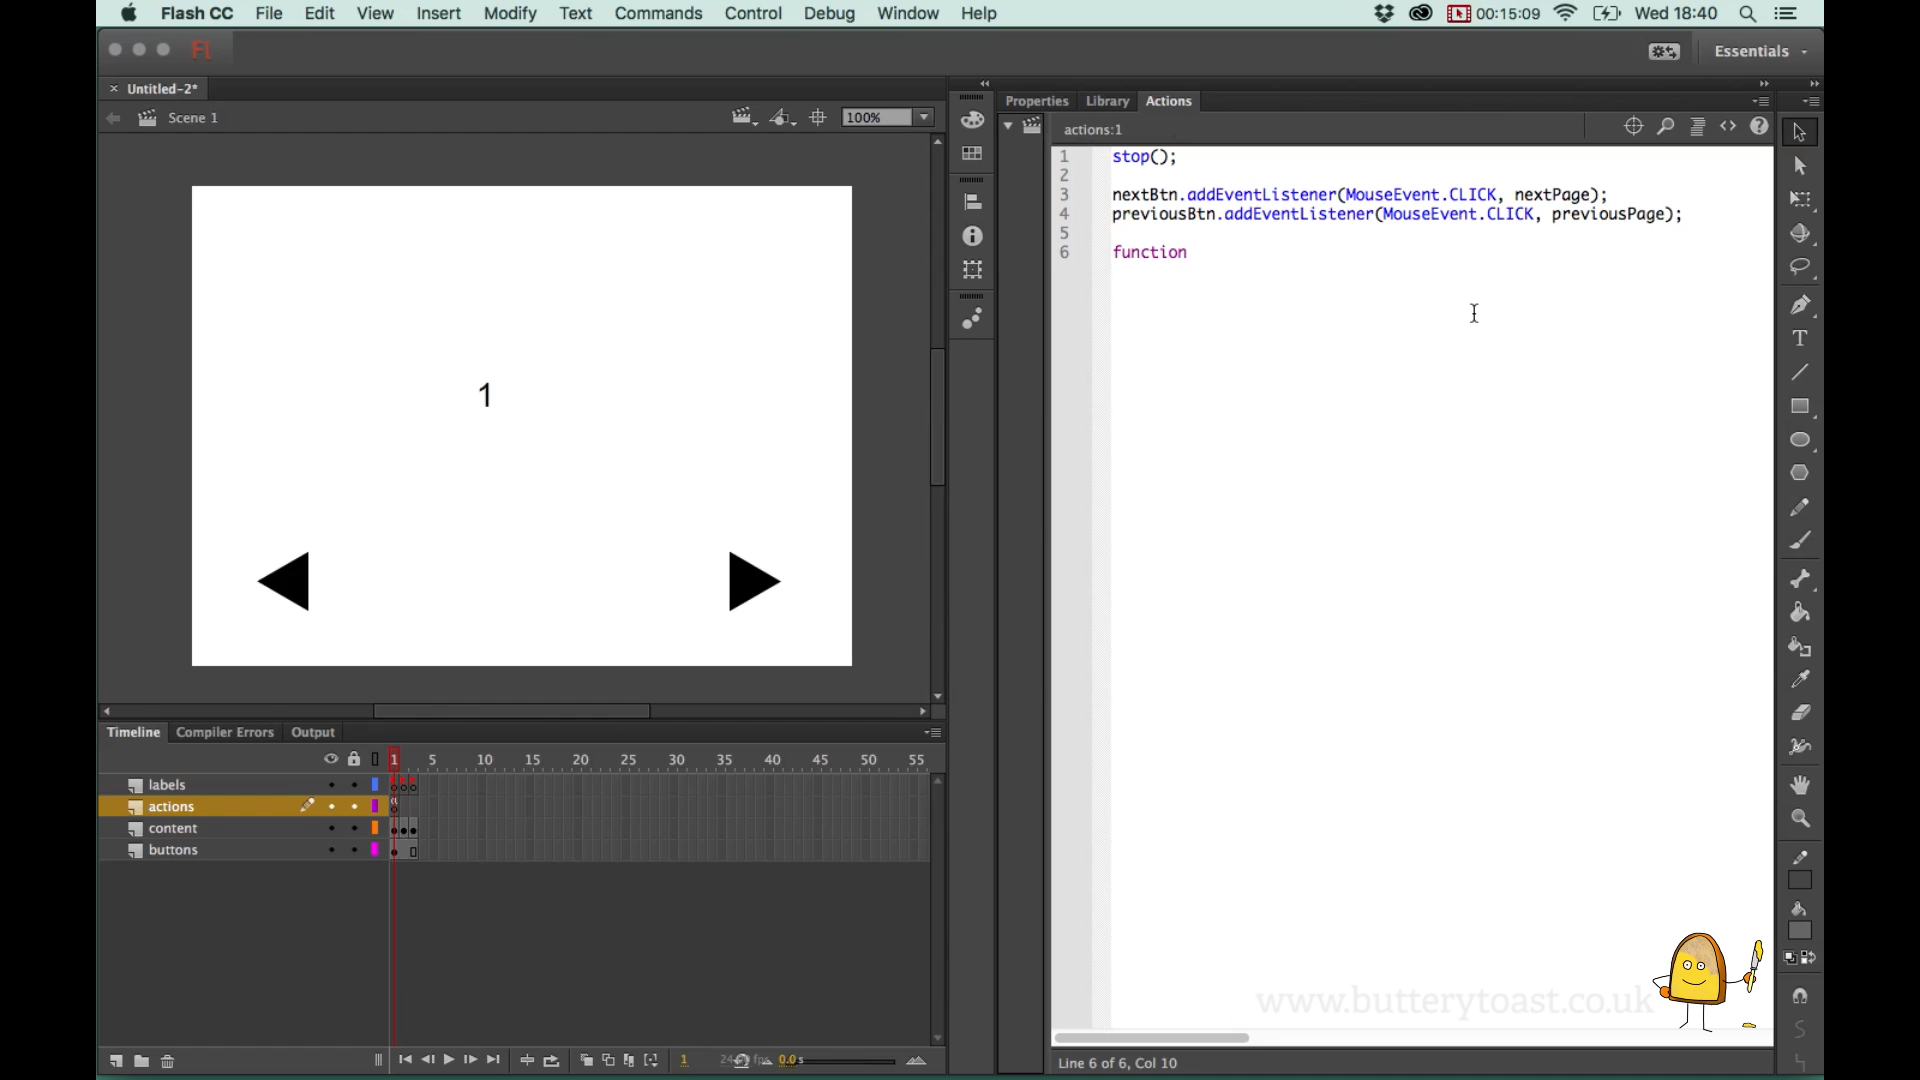 Flash CC File Edit View Insert Modify Text Commands Control Debug Window Help 00:15:09 Wed 18:40
Fl Essentials
× Untitled-2*
Scene 1 100%
Properties Library Actions
actions:1
1 stop();
2
3 nextBtn.addEventListener(MouseEvent.CLICK, nextPage);
4 previousBtn.addEventListener(MouseEvent.CLICK, previousPage);
5
6 function
1
Timeline Compiler Errors Output
1 5 10 15 20 25 30 35 40 45 50 55
labels
actions
content
buttons
1 0.0s
www.butterytoast.co.uk
Line 6 of 6, Col 10